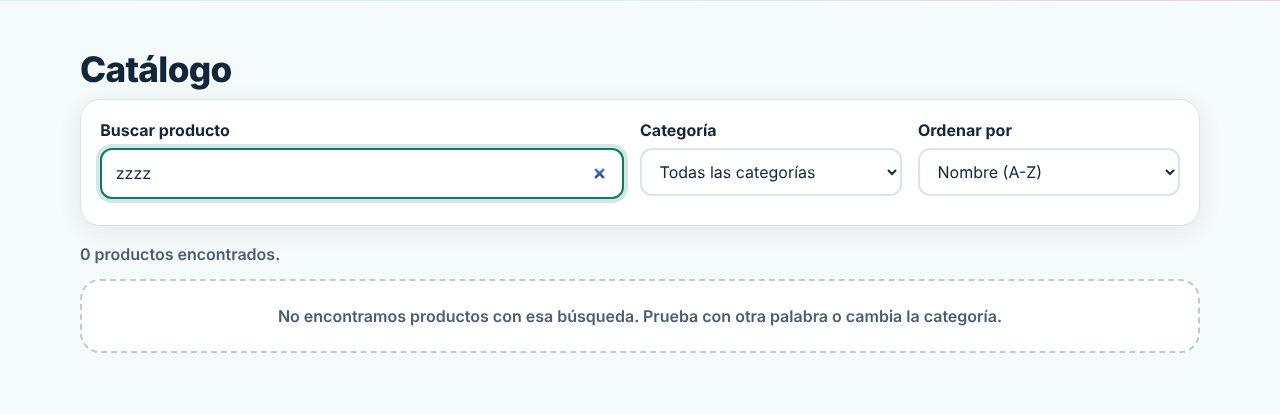 Catálogo
Buscar producto
Categoría
Ordenar por
zzzz
Todas las categorías
Nombre (A-Z)
0 productos encontrados.
No encontramos productos con esa búsqueda. Prueba con otra palabra o cambia la categoría.